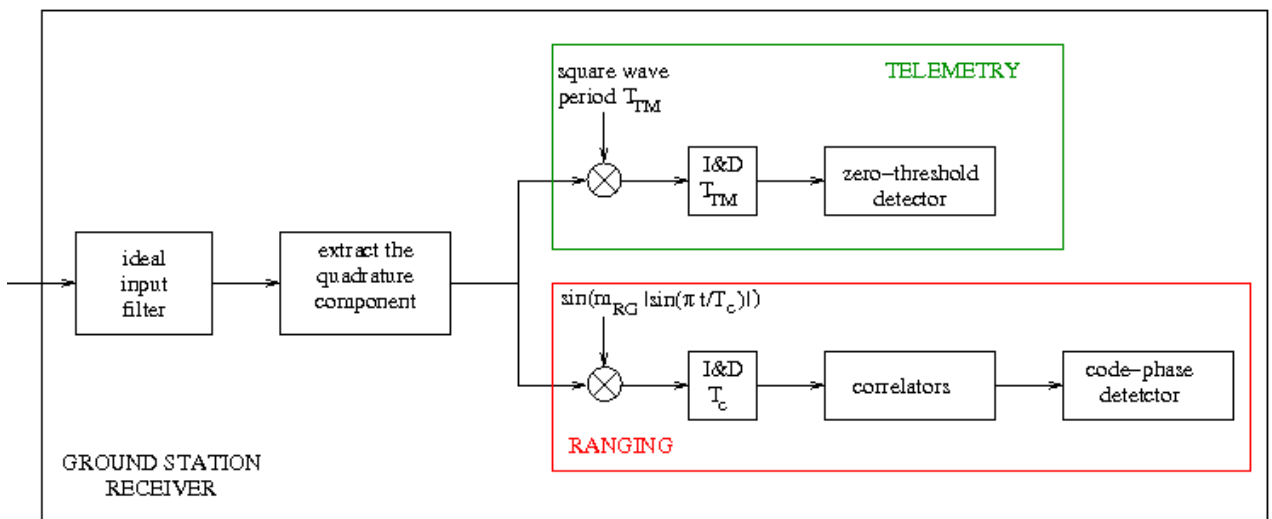 square wave
period T_TM
TELEMETRY
I&D
T_TM
zero-threshold
detector
ideal
input
filter
extract the
quadrature
component
sin(m_RG |sin(π t/T_c)|)
I&D
T_c
correlators
code-phase
detetctor
RANGING
GROUND STATION
RECEIVER